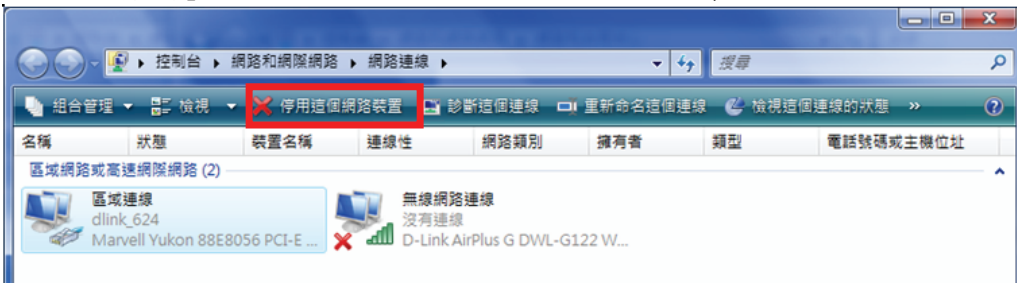 控制台 ▸ 網路和網際網路 ▸ 網路連線 ▸ 搜尋
組合管理 檢視 停用這個網路裝置 診斷這個連線 重新命名這個連線 檢視這個連線的狀態 »
名稱 狀態 裝置名稱 連線性 網路類別 擁有者 類型 電話號碼或主機位址
區域網路或高速網際網路 (2)
區域連線
dlink_624
Marvell Yukon 88E8056 PCI-E ...
無線網路連線
沒有連線
D-Link AirPlus G DWL-G122 W...